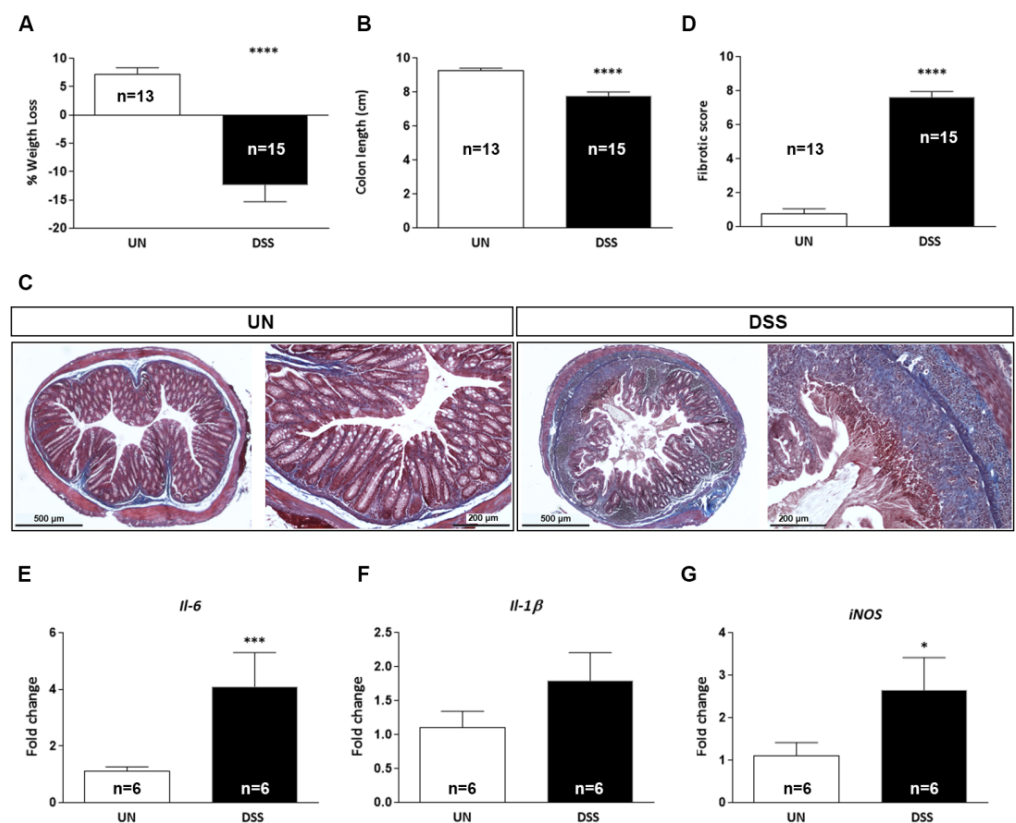 A
****
% Weigth Loss
10
5
0
-5
-10
-15
-20
n=13
n=15
UN
DSS
B
****
Colon length (cm)
10
8
6
4
2
0
n=13
n=15
UN
DSS
D
****
Fibrotic score
10
8
6
4
2
0
n=13
n=15
UN
DSS
C
UN
DSS
500 µm
200 µm
500 µm
200 µm
E
Il-6
***
Fold change
6
4
2
0
n=6
n=6
UN
DSS
F
Il-1β
Fold change
2.5
2.0
1.5
1.0
0.5
0.0
n=6
n=6
UN
DSS
G
iNOS
*
Fold change
4
3
2
1
0
n=6
n=6
UN
DSS